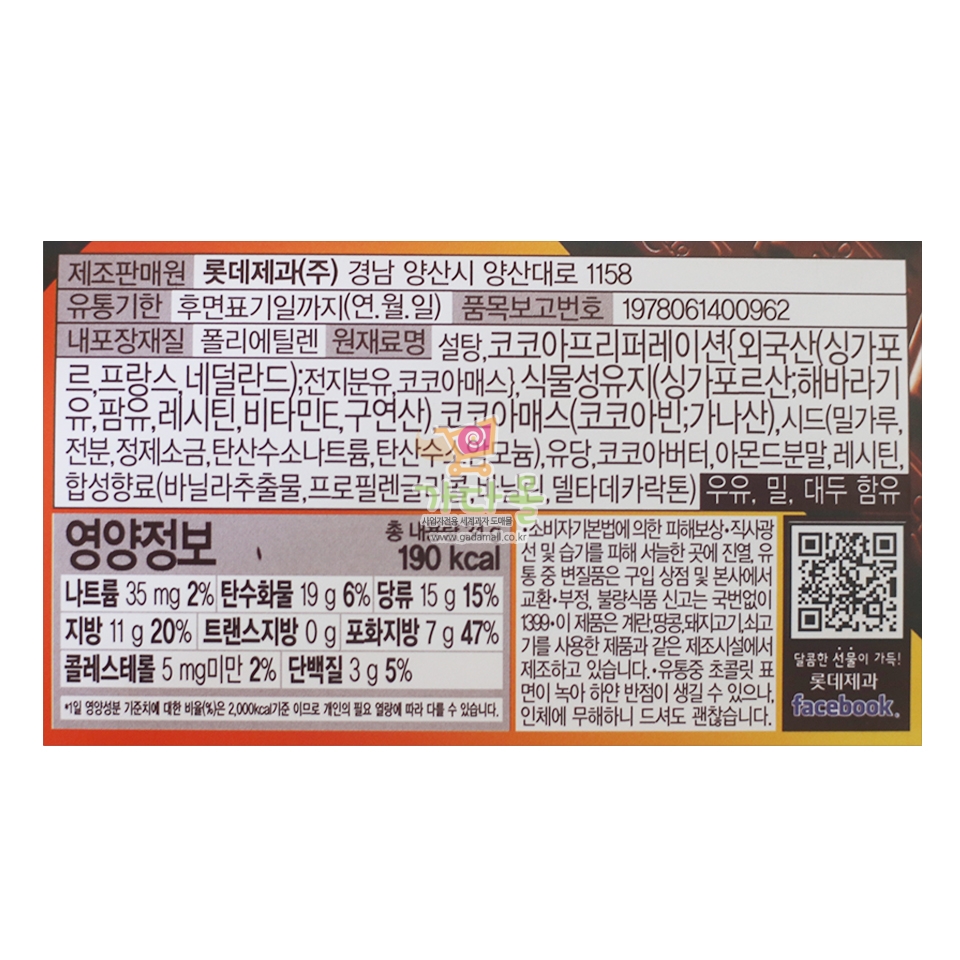 제조판매원 롯데제과(주) 경남 양산시 양산대로 1158
유통기한 후면표기일까지(연.월.일) 품목보고번호 1978061400962
내포장재질 폴리에틸렌 원재료명 설탕,코코아프리퍼레이션{외국산(싱가포
르,프랑스,네덜란드);전지분유,코코아매스},식물성유지(싱가포르산;해바라기
유,팜유,레시틴,비타민E,구연산),코코아매스(코코아빈;가나산),시드(밀가루,
전분,정제소금,탄산수소나트륨,탄산수소암모늄),유당,코코아버터,아몬드분말,레시틴,
합성향료(바닐라추출물,프로필렌글리콜,바닐린,델타데카락톤) 우유, 밀, 대두 함유
가다몰
사업자전용 세계과자 도매몰
www.gadamall.co.kr
영양정보 총 내용량
190 kcal
나트륨 35 mg 2% 탄수화물 19 g 6% 당류 15 g 15%
지방 11 g 20% 트랜스지방 0 g 포화지방 7 g 47%
콜레스테롤 5 mg미만 2% 단백질 3 g 5%
*1일 영양성분 기준치에 대한 비율(%)은 2,000kcal기준 이므로 개인의 필요 열량에 따라 다를 수 있습니다.
•소비자기본법에 의한 피해보상•직사광
선 및 습기를 피해 서늘한 곳에 진열, 유
통 중 변질품은 구입 상점 및 본사에서
교환•부정, 불량식품 신고는 국번없이
1399•이 제품은 계란,땅콩,돼지고기,쇠고
기를 사용한 제품과 같은 제조시설에서
제조하고 있습니다.•유통중 초콜릿 표
면이 녹아 하얀 반점이 생길 수 있으나,
인체에 무해하니 드셔도 괜찮습니다.
달콤한 선물이 가득!
롯데제과
facebook.